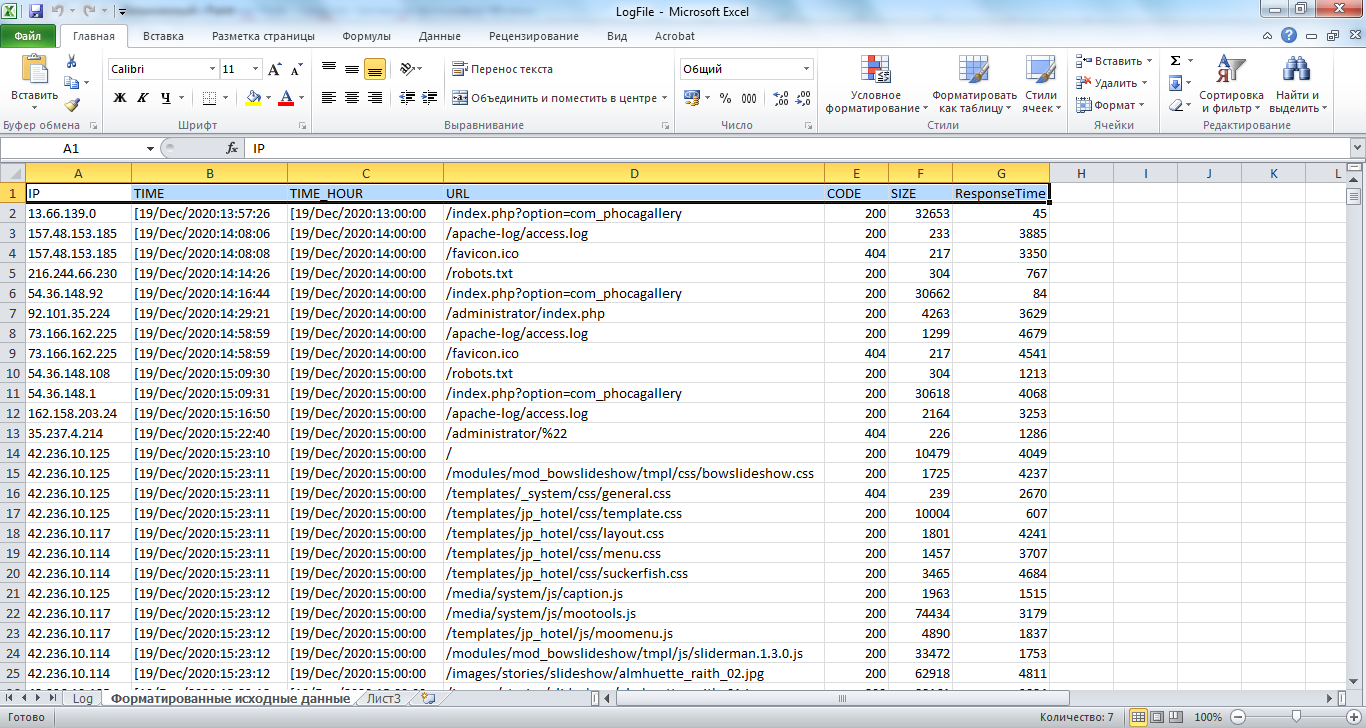 LogFile - Microsoft Excel
Файл Главная Вставка Разметка страницы Формулы Данные Рецензирование Вид Acrobat
Calibri 11 Перенос текста Общий Вставить Σ
Вставить Ж К Ч Объединить и поместить в центре % 000 Условное форматирование Форматировать как таблицу Стили ячеек Удалить Формат Сортировка и фильтр Найти и выделить
Буфер обмена Шрифт Выравнивание Число Стили Ячейки Редактирование
A1 fx IP
A B C D E F G H I J K L
1 IP TIME TIME_HOUR URL CODE SIZE ResponseTime
2 13.66.139.0 [19/Dec/2020:13:57:26 [19/Dec/2020:13:00:00 /index.php?option=com_phocagallery 200 32653 45
3 157.48.153.185 [19/Dec/2020:14:08:06 [19/Dec/2020:14:00:00 /apache-log/access.log 200 233 3885
4 157.48.153.185 [19/Dec/2020:14:08:08 [19/Dec/2020:14:00:00 /favicon.ico 404 217 3350
5 216.244.66.230 [19/Dec/2020:14:14:26 [19/Dec/2020:14:00:00 /robots.txt 200 304 767
6 54.36.148.92 [19/Dec/2020:14:16:44 [19/Dec/2020:14:00:00 /index.php?option=com_phocagallery 200 30662 84
7 92.101.35.224 [19/Dec/2020:14:29:21 [19/Dec/2020:14:00:00 /administrator/index.php 200 4263 3629
8 73.166.162.225 [19/Dec/2020:14:58:59 [19/Dec/2020:14:00:00 /apache-log/access.log 200 1299 4679
9 73.166.162.225 [19/Dec/2020:14:58:59 [19/Dec/2020:14:00:00 /favicon.ico 404 217 4541
10 54.36.148.108 [19/Dec/2020:15:09:30 [19/Dec/2020:15:00:00 /robots.txt 200 304 1213
11 54.36.148.1 [19/Dec/2020:15:09:31 [19/Dec/2020:15:00:00 /index.php?option=com_phocagallery 200 30618 4068
12 162.158.203.24 [19/Dec/2020:15:16:50 [19/Dec/2020:15:00:00 /apache-log/access.log 200 2164 3253
13 35.237.4.214 [19/Dec/2020:15:22:40 [19/Dec/2020:15:00:00 /administrator/%22 404 226 1286
14 42.236.10.125 [19/Dec/2020:15:23:10 [19/Dec/2020:15:00:00 / 200 10479 4049
15 42.236.10.125 [19/Dec/2020:15:23:11 [19/Dec/2020:15:00:00 /modules/mod_bowslideshow/tmpl/css/bowslideshow.css 200 1725 4237
16 42.236.10.125 [19/Dec/2020:15:23:11 [19/Dec/2020:15:00:00 /templates/_system/css/general.css 404 239 2670
17 42.236.10.125 [19/Dec/2020:15:23:11 [19/Dec/2020:15:00:00 /templates/jp_hotel/css/template.css 200 10004 607
18 42.236.10.117 [19/Dec/2020:15:23:11 [19/Dec/2020:15:00:00 /templates/jp_hotel/css/layout.css 200 1801 4241
19 42.236.10.114 [19/Dec/2020:15:23:11 [19/Dec/2020:15:00:00 /templates/jp_hotel/css/menu.css 200 1457 3707
20 42.236.10.114 [19/Dec/2020:15:23:11 [19/Dec/2020:15:00:00 /templates/jp_hotel/css/suckerfish.css 200 3465 4684
21 42.236.10.125 [19/Dec/2020:15:23:12 [19/Dec/2020:15:00:00 /media/system/js/caption.js 200 1963 1515
22 42.236.10.117 [19/Dec/2020:15:23:12 [19/Dec/2020:15:00:00 /media/system/js/mootools.js 200 74434 3179
23 42.236.10.117 [19/Dec/2020:15:23:12 [19/Dec/2020:15:00:00 /templates/jp_hotel/js/moomenu.js 200 4890 1837
24 42.236.10.114 [19/Dec/2020:15:23:12 [19/Dec/2020:15:00:00 /modules/mod_bowslideshow/tmpl/js/sliderman.1.3.0.js 200 33472 1753
25 42.236.10.114 [19/Dec/2020:15:23:12 [19/Dec/2020:15:00:00 /images/stories/slideshow/almhuette_raith_02.jpg 200 62918 4811
Log Форматированные исходные данные Лист3
Готово Количество: 7 100%